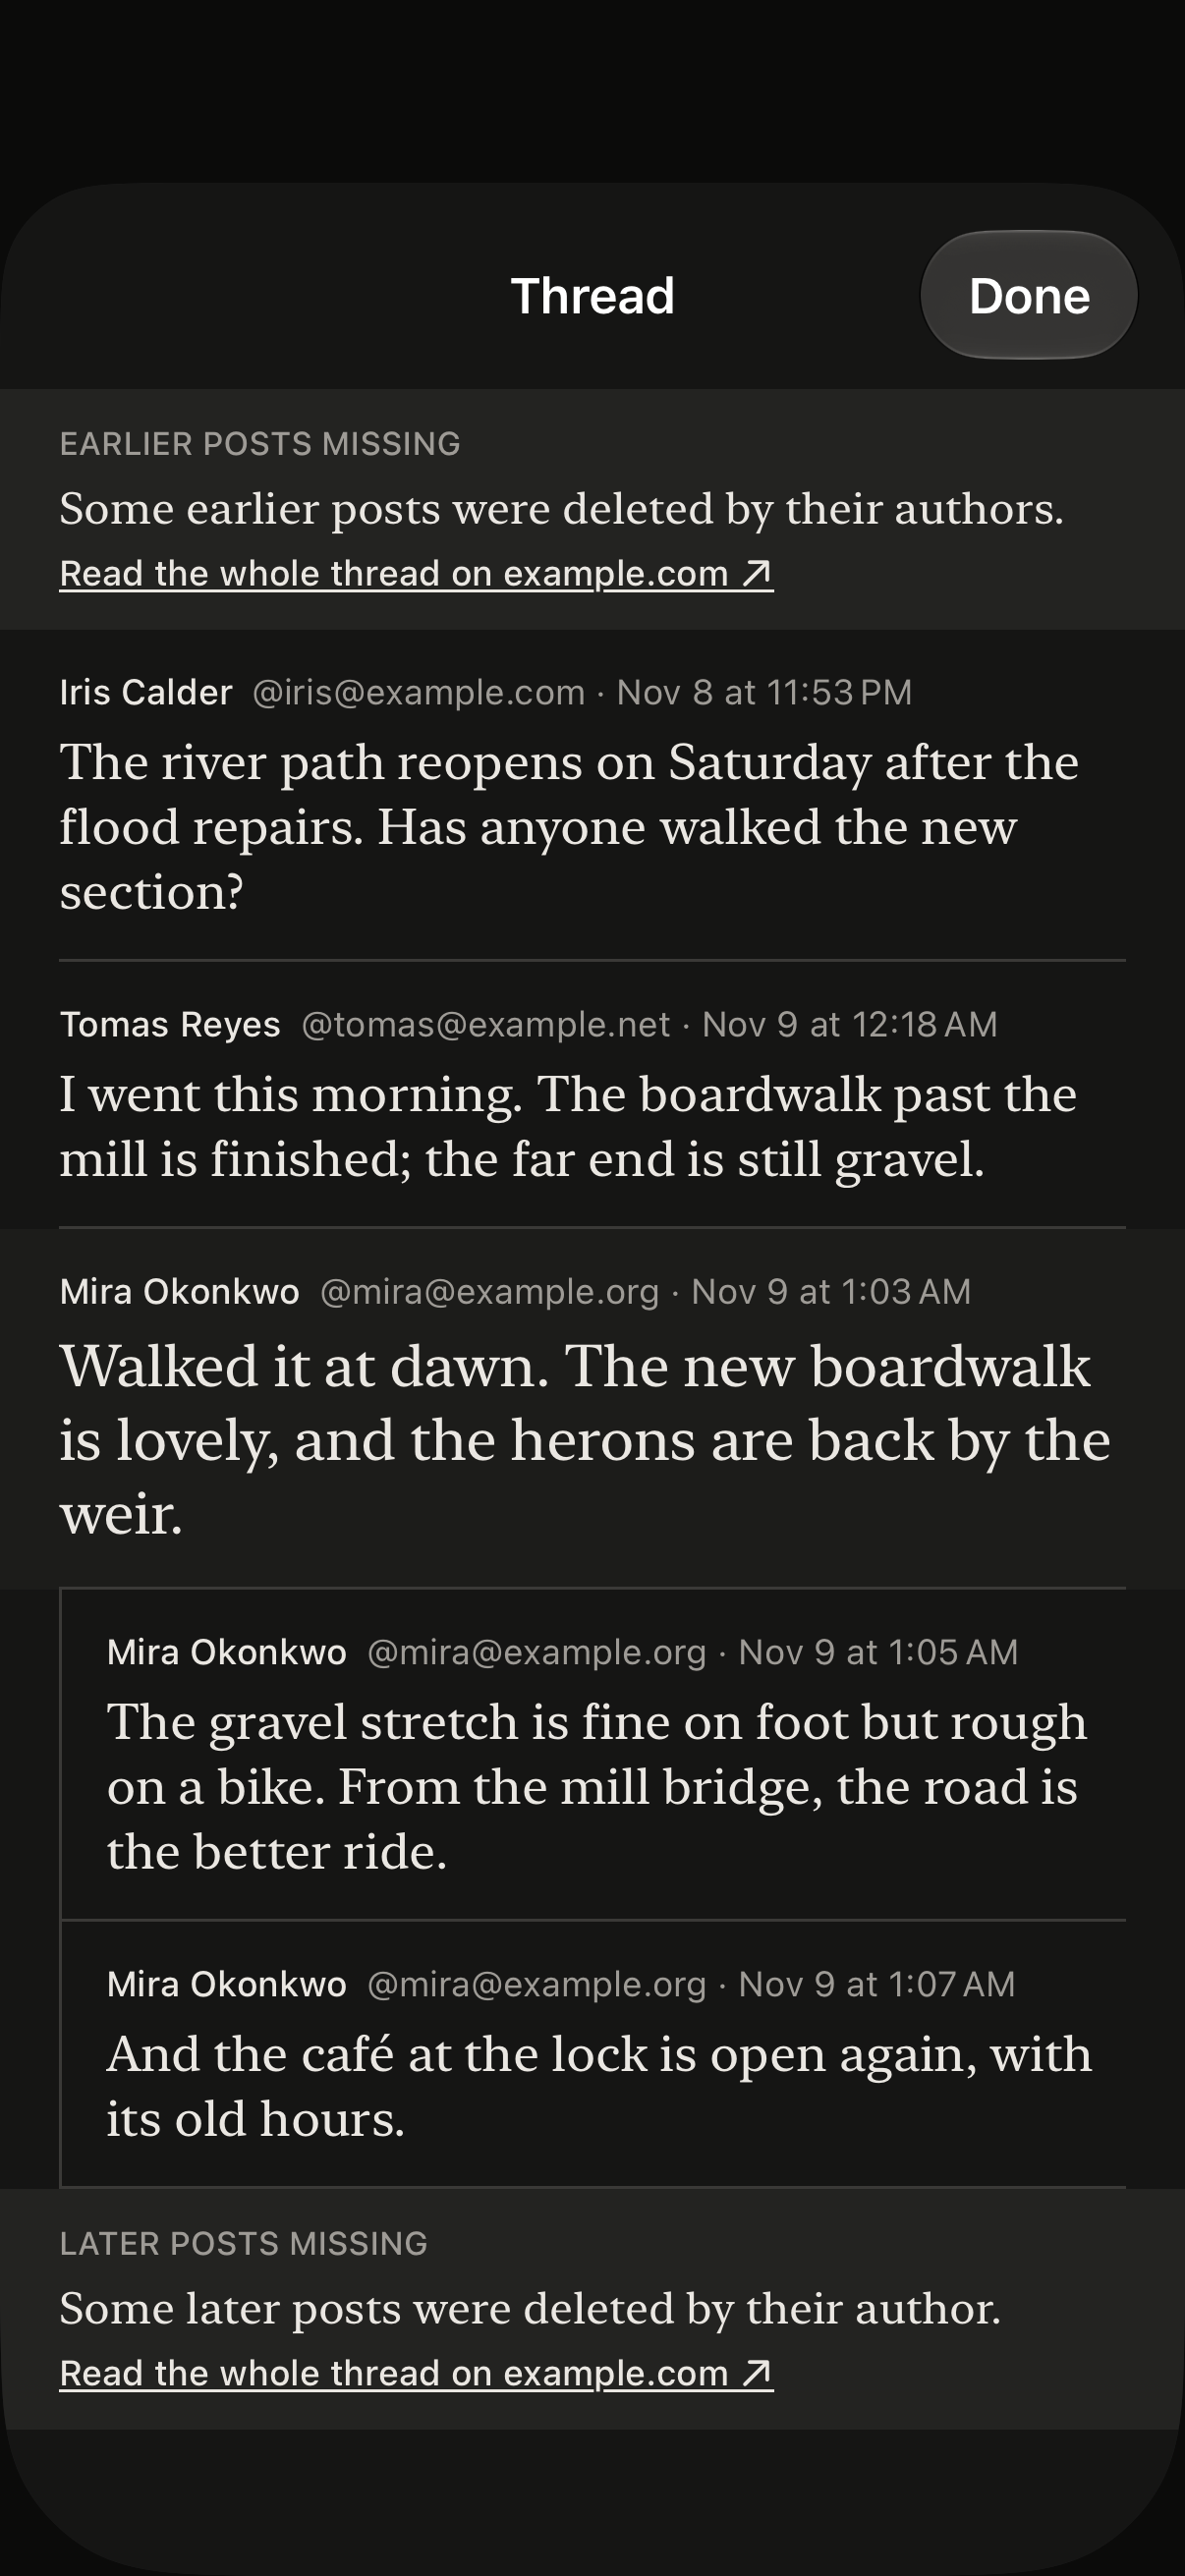 Thread
Done
EARLIER POSTS MISSING
Some earlier posts were deleted by their authors.
Read the whole thread on example.com ↗
Iris Calder @iris@example.com · Nov 8 at 11:53 PM
The river path reopens on Saturday after the
flood repairs. Has anyone walked the new
section?
Tomas Reyes @tomas@example.net · Nov 9 at 12:18 AM
I went this morning. The boardwalk past the
mill is finished; the far end is still gravel.
Mira Okonkwo @mira@example.org · Nov 9 at 1:03 AM
Walked it at dawn. The new boardwalk
is lovely, and the herons are back by the
weir.
Mira Okonkwo @mira@example.org · Nov 9 at 1:05 AM
The gravel stretch is fine on foot but rough
on a bike. From the mill bridge, the road is
the better ride.
Mira Okonkwo @mira@example.org · Nov 9 at 1:07 AM
And the café at the lock is open again, with
its old hours.
LATER POSTS MISSING
Some later posts were deleted by their author.
Read the whole thread on example.com ↗